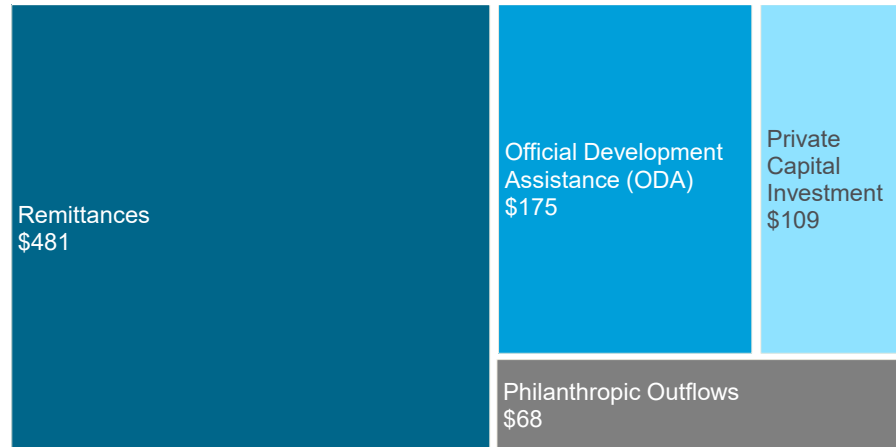 Remittances
$481
Official Development
Assistance (ODA)
$175
Private
Capital
Investment
$109
Philanthropic Outflows
$68